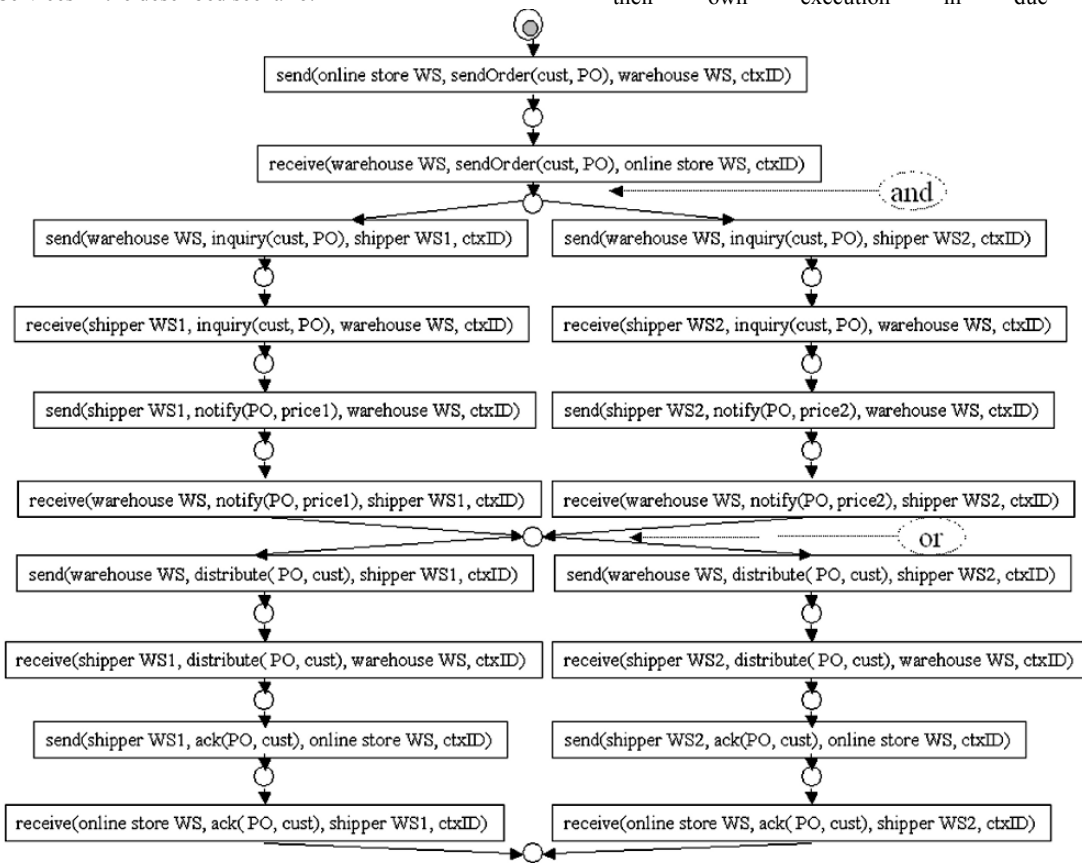 then own execution in due
send(online store WS, sendOrder(cust, PO), warehouse WS, ctxID)
receive(warehouse WS, sendOrder(cust, PO), online store WS, ctxID)
and
send(warehouse WS, inquiry(cust, PO), shipper WS1, ctxID)
send(warehouse WS, inquiry(cust, PO), shipper WS2, ctxID)
receive(shipper WS1, inquiry(cust, PO), warehouse WS, ctxID)
receive(shipper WS2, inquiry(cust, PO), warehouse WS, ctxID)
send(shipper WS1, notify(PO, price1), warehouse WS, ctxID)
send(shipper WS2, notify(PO, price2), warehouse WS, ctxID)
receive(warehouse WS, notify(PO, price1), shipper WS1, ctxID)
receive(warehouse WS, notify(PO, price2), shipper WS2, ctxID)
or
send(warehouse WS, distribute( PO, cust), shipper WS1, ctxID)
send(warehouse WS, distribute( PO, cust), shipper WS2, ctxID)
receive(shipper WS1, distribute( PO, cust), warehouse WS, ctxID)
receive(shipper WS2, distribute( PO, cust), warehouse WS, ctxID)
send(shipper WS1, ack(PO, cust), online store WS, ctxID)
send(shipper WS2, ack(PO, cust), online store WS, ctxID)
receive(online store WS, ack( PO, cust), shipper WS1, ctxID)
receive(online store WS, ack( PO, cust), shipper WS2, ctxID)